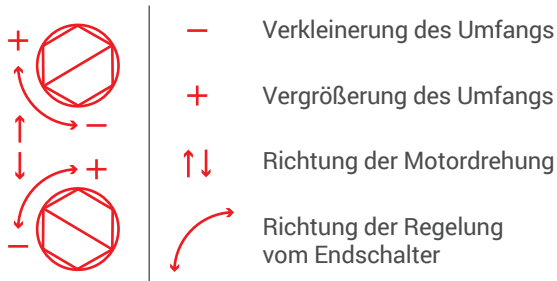 +
−
↑
↓
+
−
− Verkleinerung des Umfangs
+ Vergrößerung des Umfangs
↑↓ Richtung der Motordrehung
Richtung der Regelung
vom Endschalter